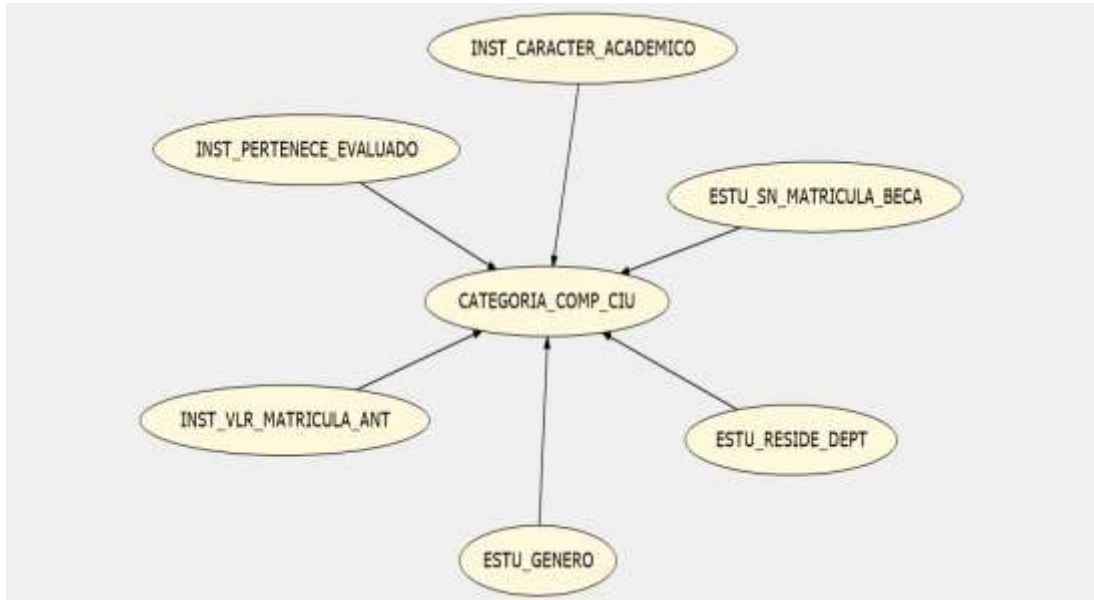 INST_CARACTER_ACADEMICO
INST_PERTENECE_EVALUADO
ESTU_SN_MATRICULA_BECA
CATEGORIA_COMP_CIU
INST_VLR_MATRICULA_ANT
ESTU_RESIDE_DEPT
ESTU_GENERO